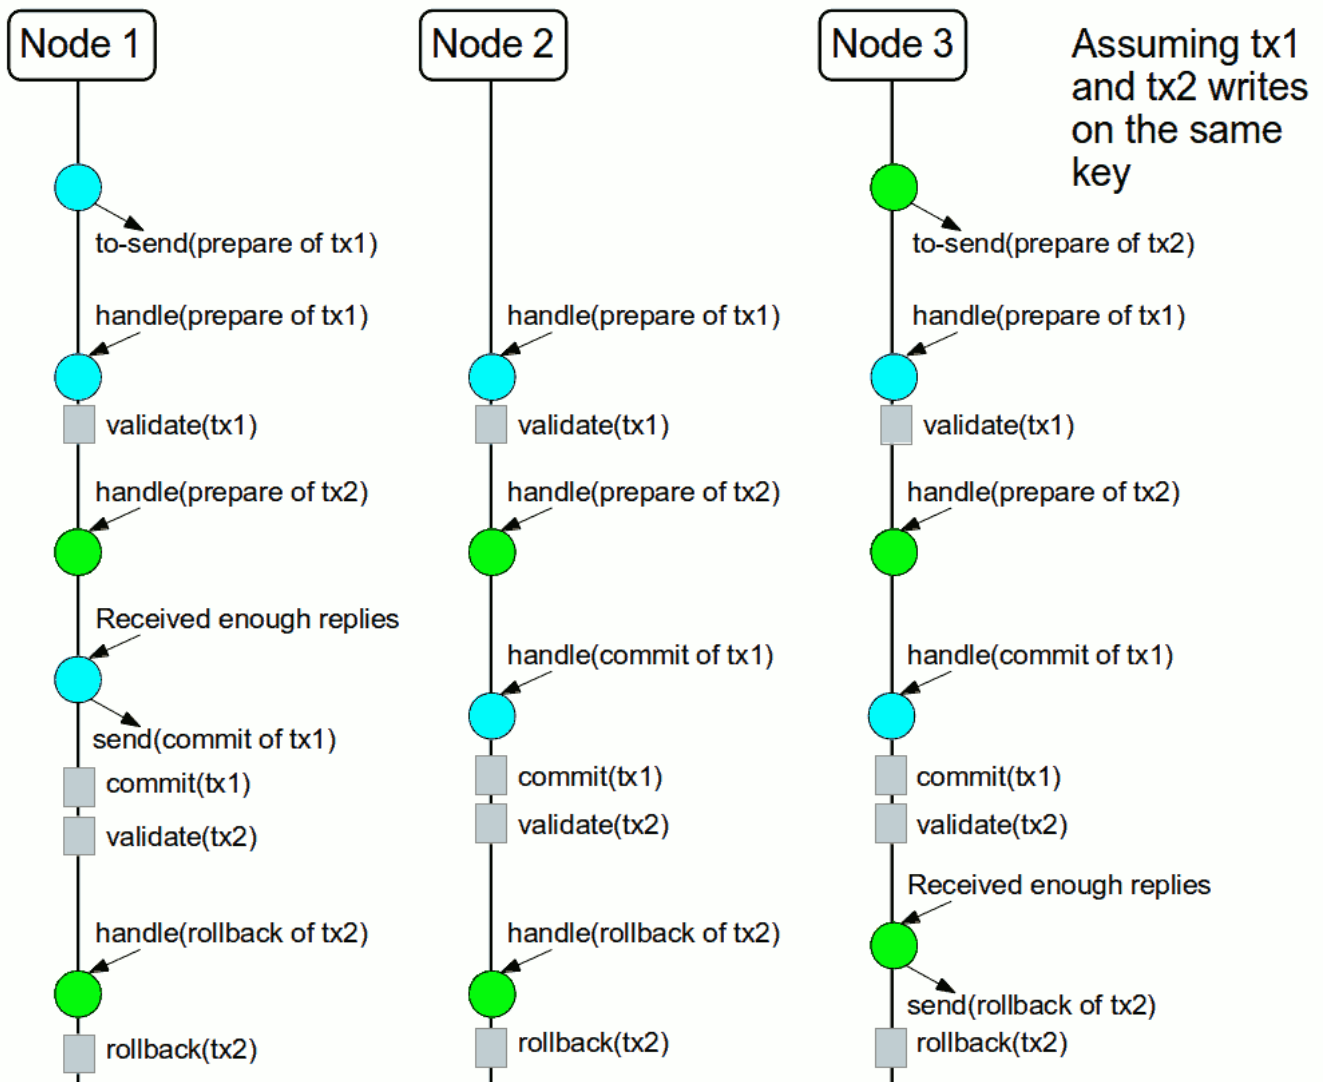 Node 1
Node 2
Node 3
Assuming tx1
and tx2 writes
on the same
key
to-send(prepare of tx1)
to-send(prepare of tx2)
handle(prepare of tx1)
handle(prepare of tx1)
handle(prepare of tx1)
validate(tx1)
validate(tx1)
validate(tx1)
handle(prepare of tx2)
handle(prepare of tx2)
handle(prepare of tx2)
Received enough replies
handle(commit of tx1)
handle(commit of tx1)
send(commit of tx1)
commit(tx1)
commit(tx1)
commit(tx1)
validate(tx2)
validate(tx2)
validate(tx2)
Received enough replies
handle(rollback of tx2)
handle(rollback of tx2)
send(rollback of tx2)
rollback(tx2)
rollback(tx2)
rollback(tx2)